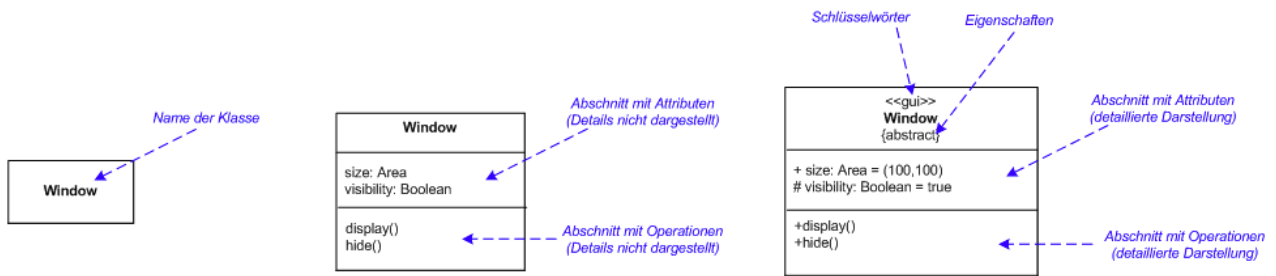 Name der Klasse
Window
Window
size: Area
visibility: Boolean
display()
hide()
Abschnitt mit Attributen
(Details nicht dargestellt)
Abschnitt mit Operationen
(Details nicht dargestellt)
Schlüsselwörter
Eigenschaften
<<gui>>
Window
{abstract}
+ size: Area = (100,100)
# visibility: Boolean = true
+display()
+hide()
Abschnitt mit Attributen
(detaillierte Darstellung)
Abschnitt mit Operationen
(detaillierte Darstellung)